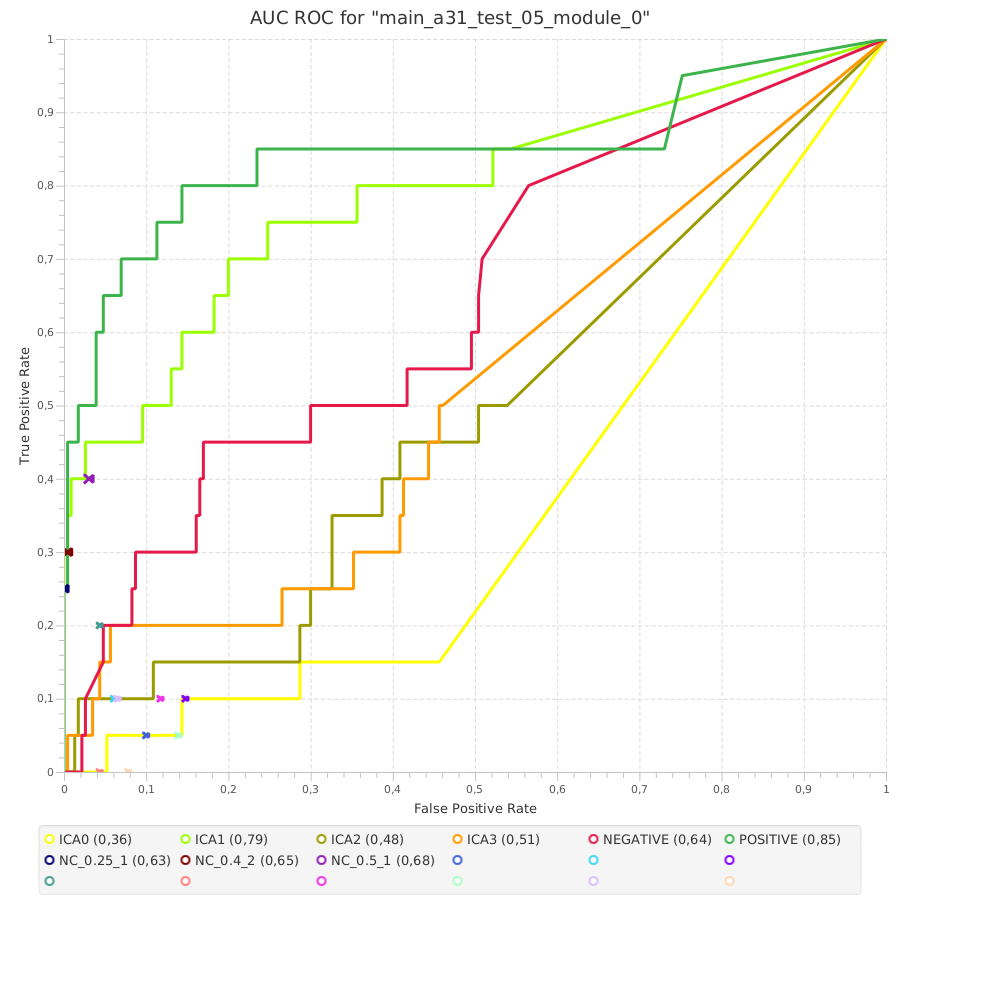 AUC ROC for "main_a31_test_05_module_0"
True Positive Rate
1
0,9
0,8
0,7
0,6
0,5
0,4
0,3
0,2
0,1
0
0 0,1 0,2 0,3 0,4 0,5 0,6 0,7 0,8 0,9 1
False Positive Rate
ICA0 (0,36) ICA1 (0,79) ICA2 (0,48) ICA3 (0,51) NEGATIVE (0,64) POSITIVE (0,85)
NC_0.25_1 (0,63) NC_0.4_2 (0,65) NC_0.5_1 (0,68)